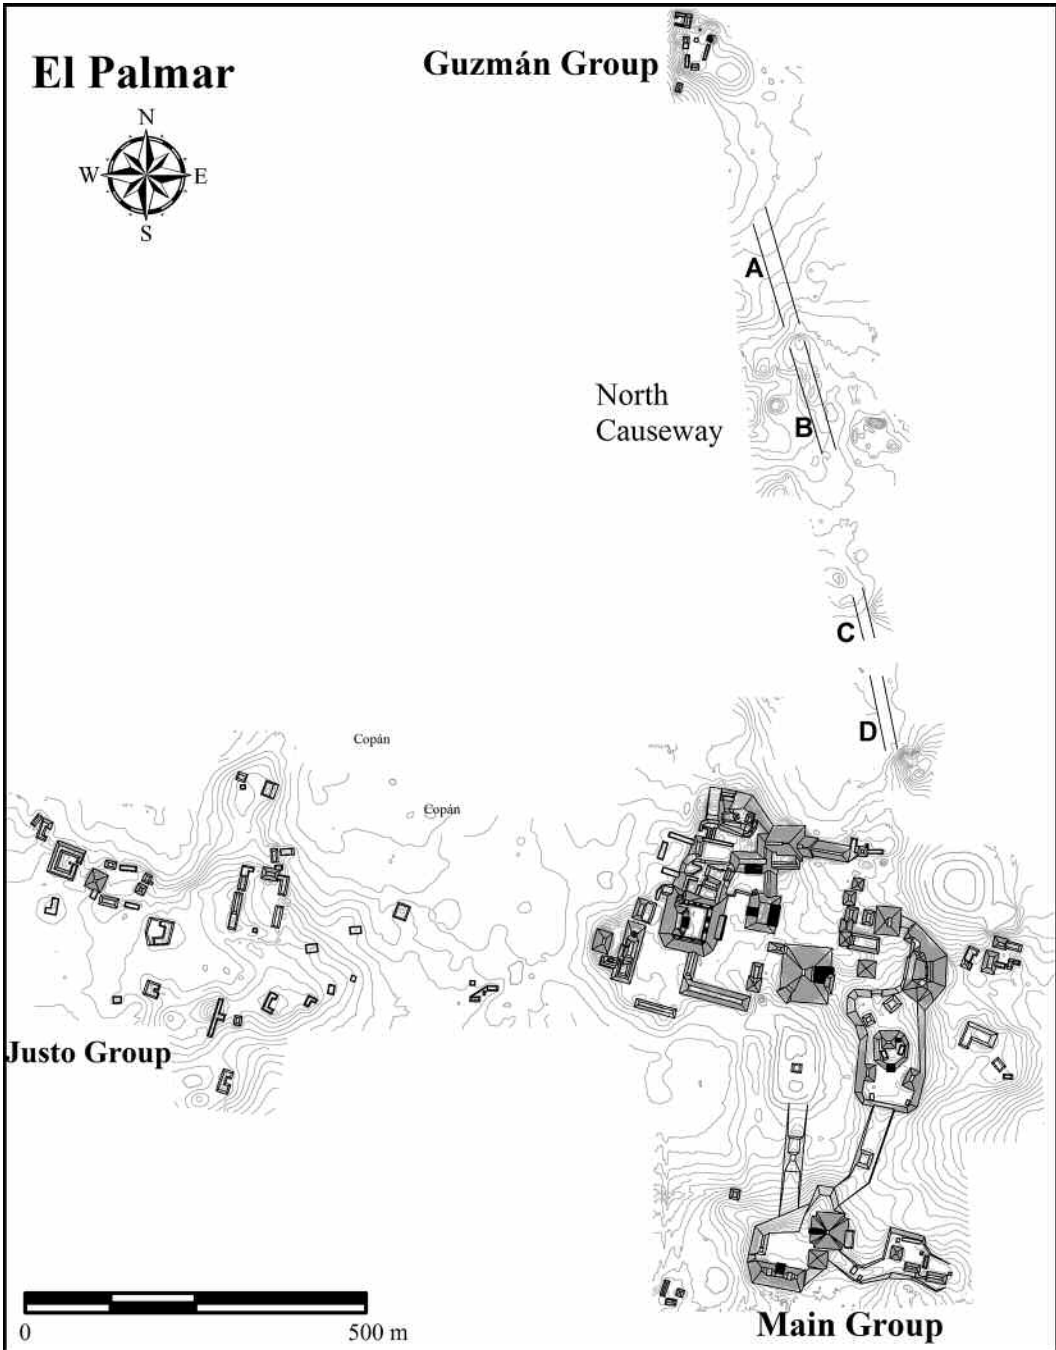 El Palmar
Guzmán Group
N
W
E
S
A
North
Causeway
B
C
D
Copán
Copán
Justo Group
0
500 m
Main Group